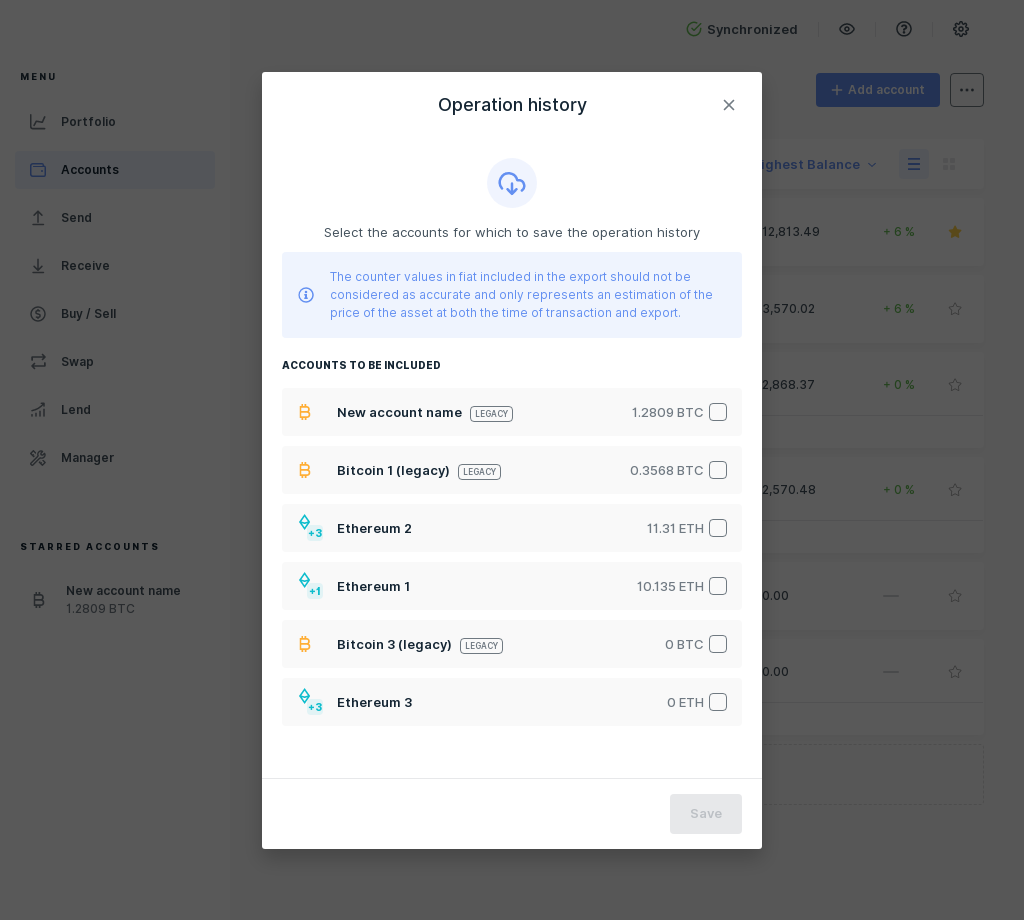 Synchronized
MENU
Portfolio
Accounts
Send
Receive
Buy / Sell
Swap
Lend
Manager
STARRED ACCOUNTS
New account name
1.2809 BTC
Add account
ighest Balance
12,813.49 + 6 %
3,570.02 + 6 %
2,868.37 + 0 %
2,570.48 + 0 %
0.00 —
0.00 —
Operation history
Select the accounts for which to save the operation history
The counter values in fiat included in the export should not be
considered as accurate and only represents an estimation of the
price of the asset at both the time of transaction and export.
ACCOUNTS TO BE INCLUDED
New account name LEGACY 1.2809 BTC
Bitcoin 1 (legacy) LEGACY 0.3568 BTC
+3 Ethereum 2 11.31 ETH
+1 Ethereum 1 10.135 ETH
Bitcoin 3 (legacy) LEGACY 0 BTC
+3 Ethereum 3 0 ETH
Save